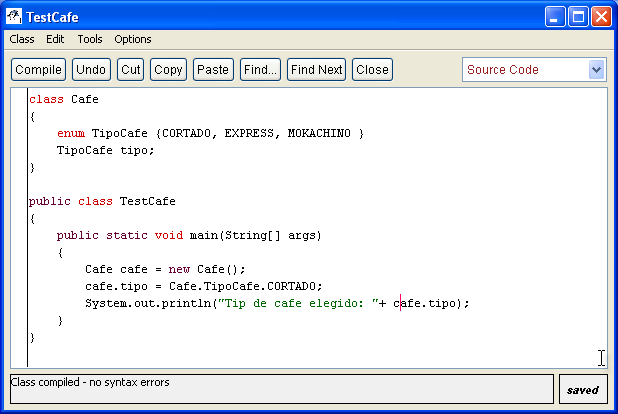 TestCafe
Class Edit Tools Options
Compile Undo Cut Copy Paste Find... Find Next Close Source Code
class Cafe
{
    enum TipoCafe {CORTADO, EXPRESS, MOKACHINO }
    TipoCafe tipo;
}
public class TestCafe
{
    public static void main(String[] args)
    {
        Cafe cafe = new Cafe();
        cafe.tipo = Cafe.TipoCafe.CORTADO;
        System.out.println("Tip de cafe elegido: "+ cafe.tipo);
    }
}
Class compiled - no syntax errors
saved